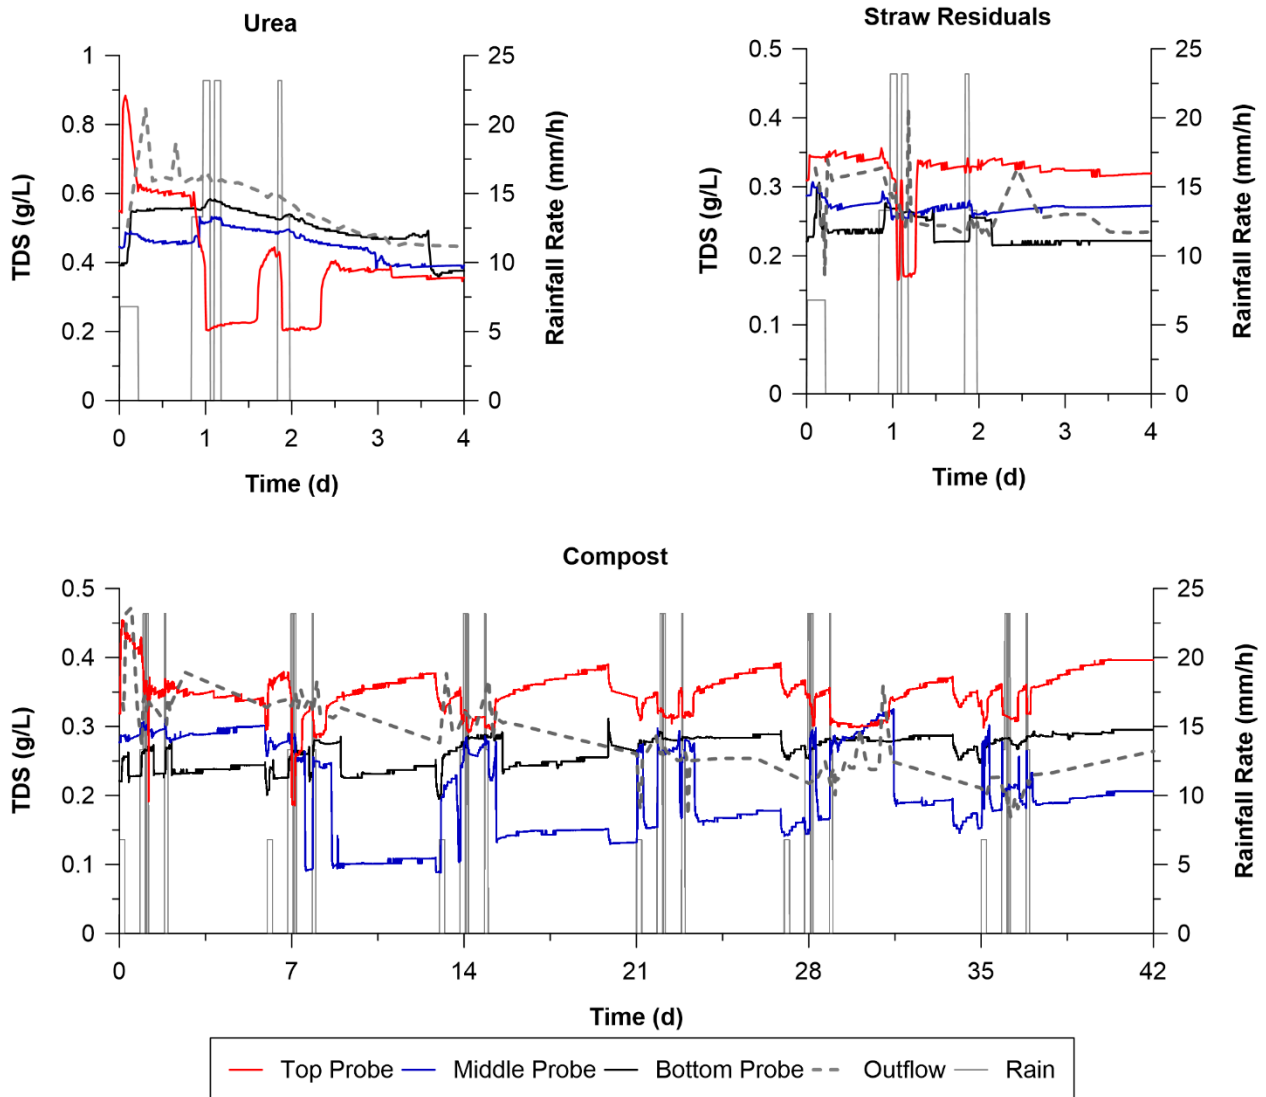 Urea
1
0.8
0.6
0.4
0.2
0
TDS (g/L)
25
20
15
10
5
0
Rainfall Rate (mm/h)
0 1 2 3 4
Time (d)
Straw Residuals
0.5
0.4
0.3
0.2
0.1
0
TDS (g/L)
25
20
15
10
5
0
Rainfall Rate (mm/h)
0 1 2 3 4
Time (d)
Compost
0.5
0.4
0.3
0.2
0.1
0
TDS (g/L)
25
20
15
10
5
0
Rainfall Rate (mm/h)
0 7 14 21 28 35 42
Time (d)
Top Probe Middle Probe Bottom Probe Outflow Rain